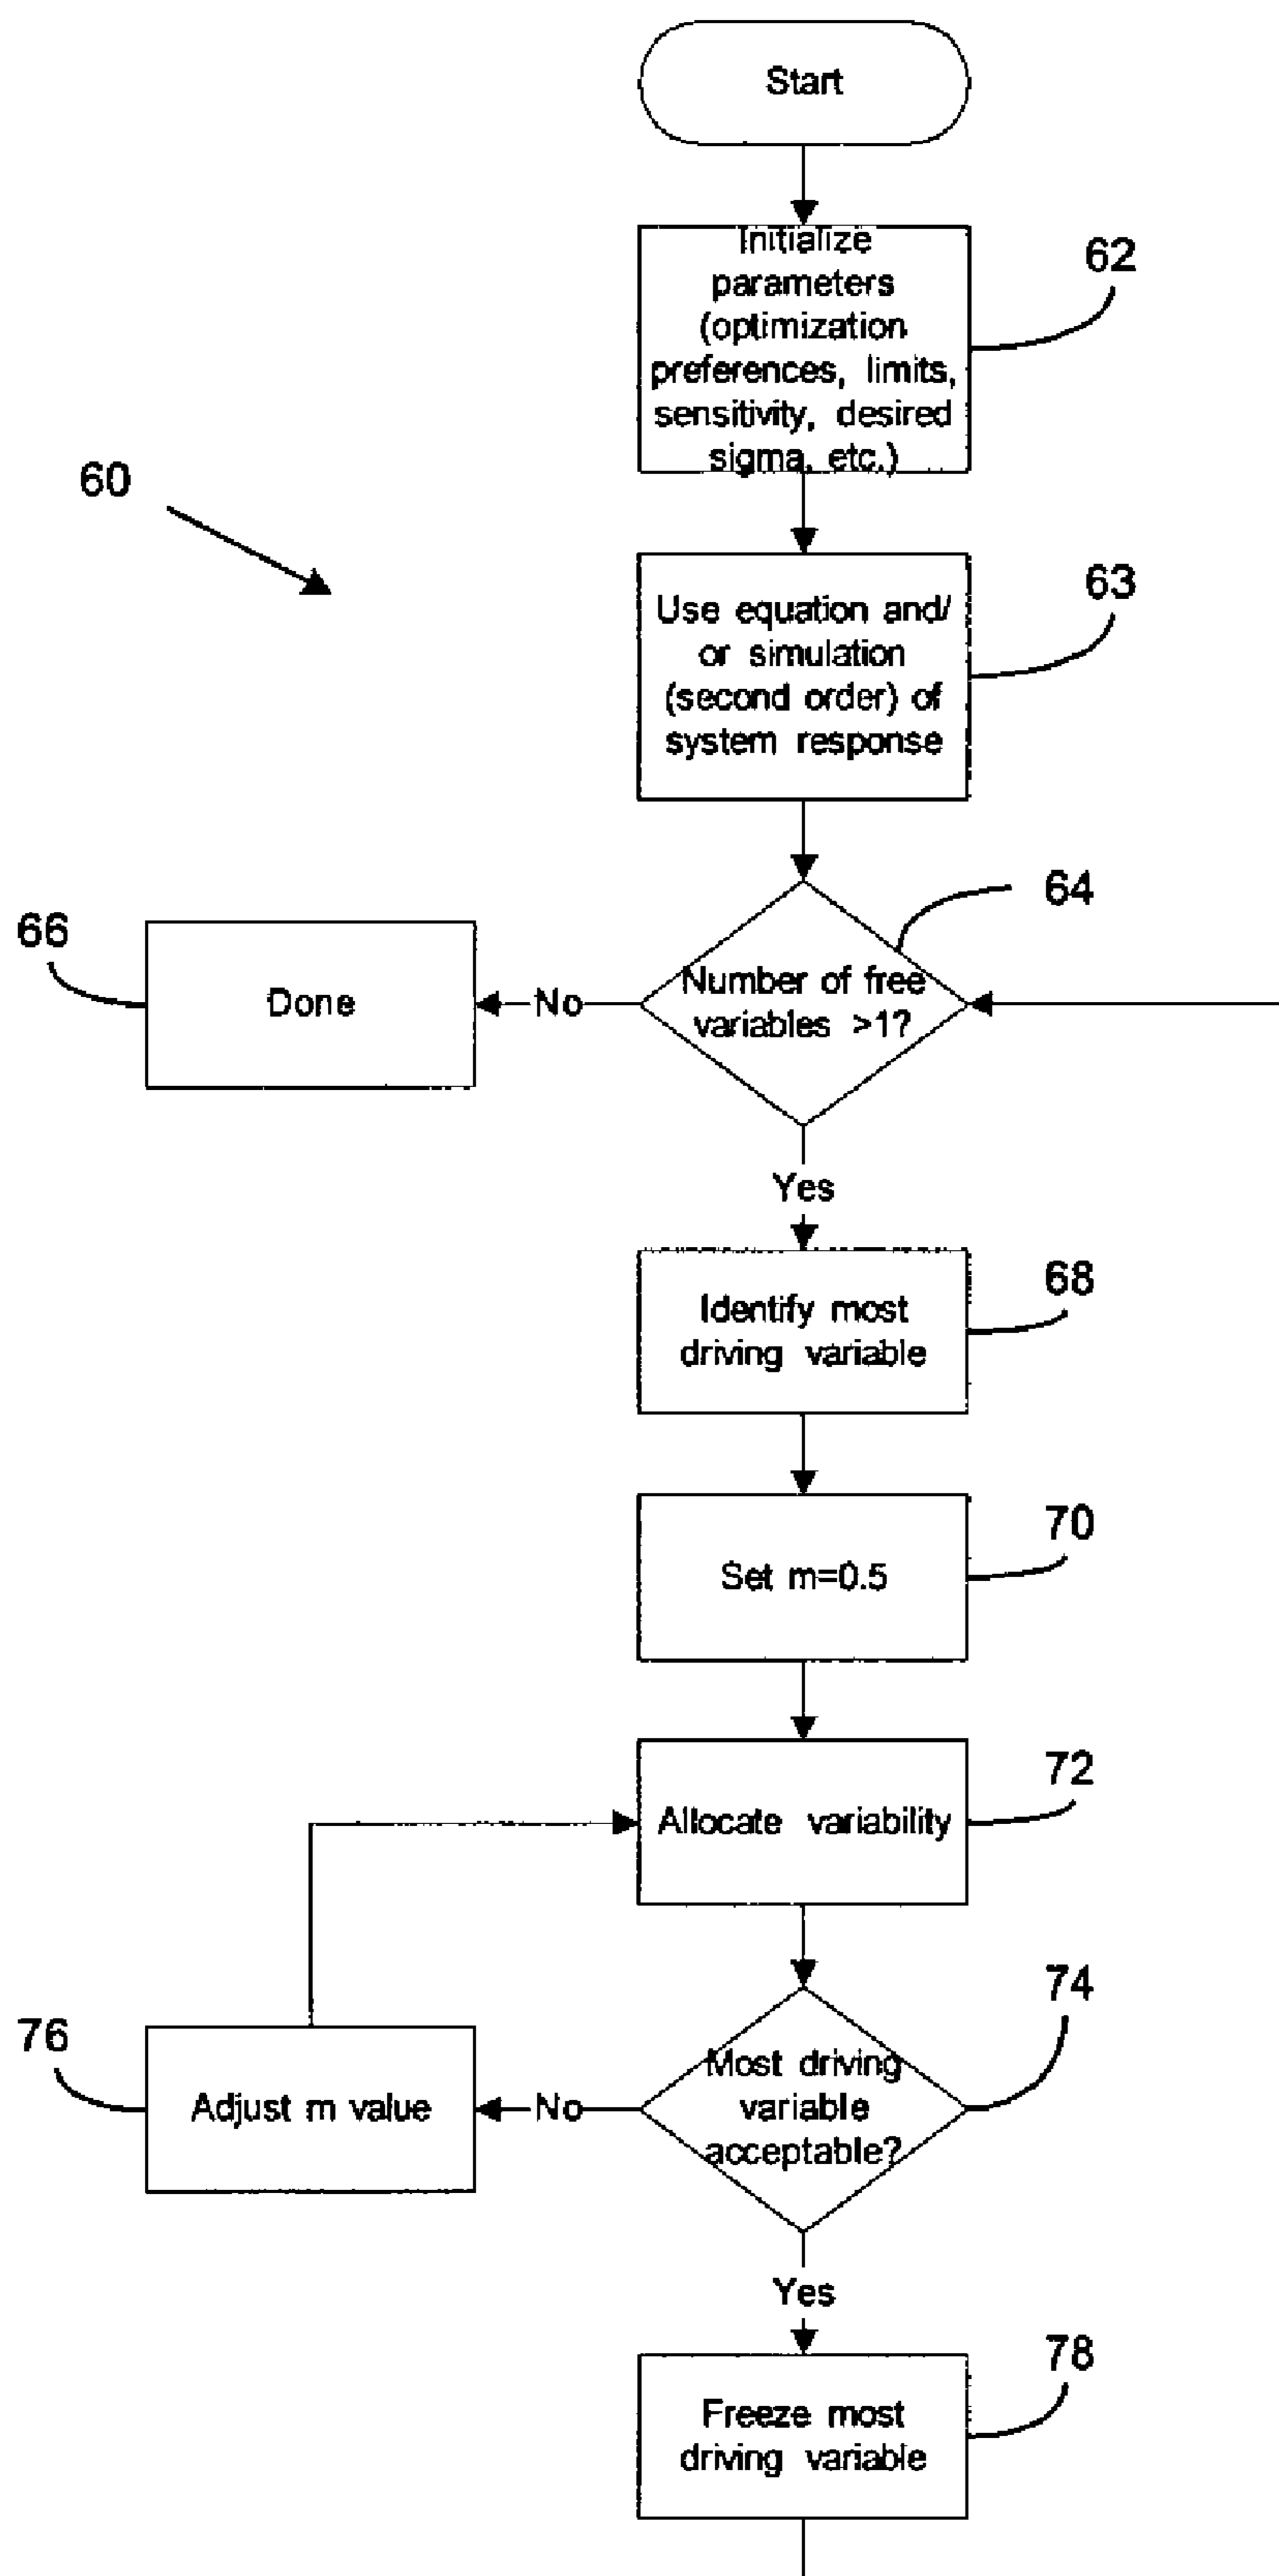 Start
Initialize
parameters
(optimization
preferences, limits,
sensitivity, desired
sigma, etc.)
62
60
Use equation and/
or simulation
(second order) of
system response
63
64
66
Done
No
Number of free
variables >1?
Yes
Identify most
driving variable
68
Set m=0.5
70
Allocate variability
72
74
76
Adjust m value
No
Most driving
variable
acceptable?
Yes
Freeze most
driving variable
78